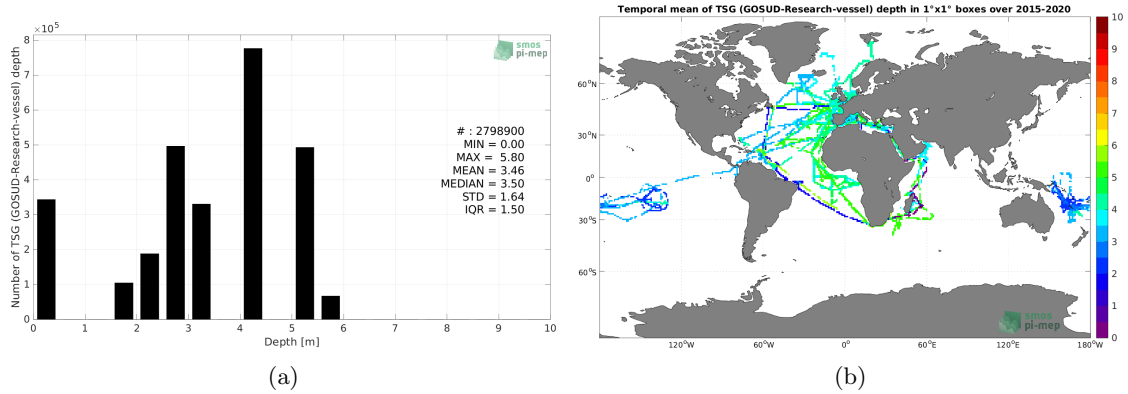 ×10⁵
8
7
6
5
4
3
2
1
0
Number of TSG (GOSUD-Research-vessel) depth
smos
pi-mep
# : 2798900
MIN = 0.00
MAX = 5.80
MEAN = 3.46
MEDIAN = 3.50
STD = 1.64
IQR = 1.50
0 1 2 3 4 5 6 7 8 9 10
Depth [m]
(a)
Temporal mean of TSG (GOSUD-Research-vessel) depth in 1°x1° boxes over 2015-2020
60°N
30°N
0°
30°S
60°S
120°W 60°W 0° 60°E 120°E 180°W
smos
pi-mep
10
9
8
7
6
5
4
3
2
1
0
(b)